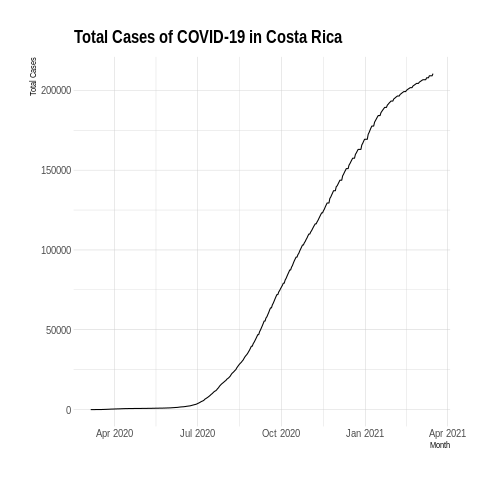 Total Cases of COVID-19 in Costa Rica
Total Cases
200000
150000
100000
50000
0
Apr 2020 Jul 2020 Oct 2020 Jan 2021 Apr 2021
Month